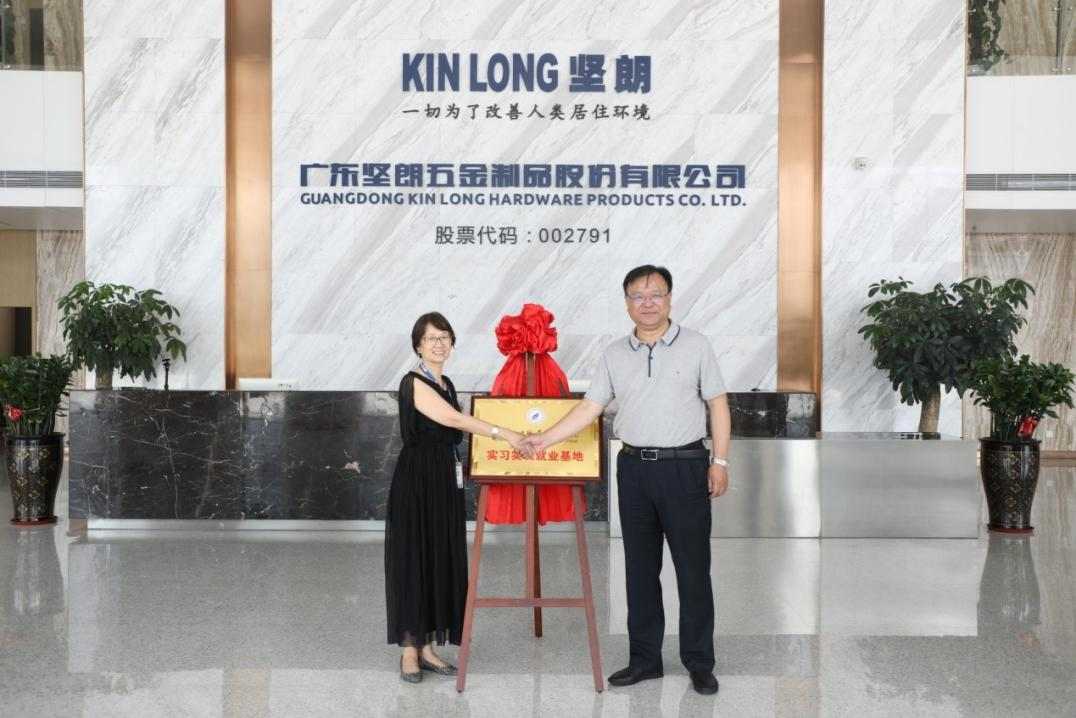 KIN LONG 坚朗
一切为了改善人类居住环境
广东坚朗五金制品股份有限公司
GUANGDONG KIN LONG HARDWARE PRODUCTS CO. LTD.
股票代码：002791
实习 就业基地